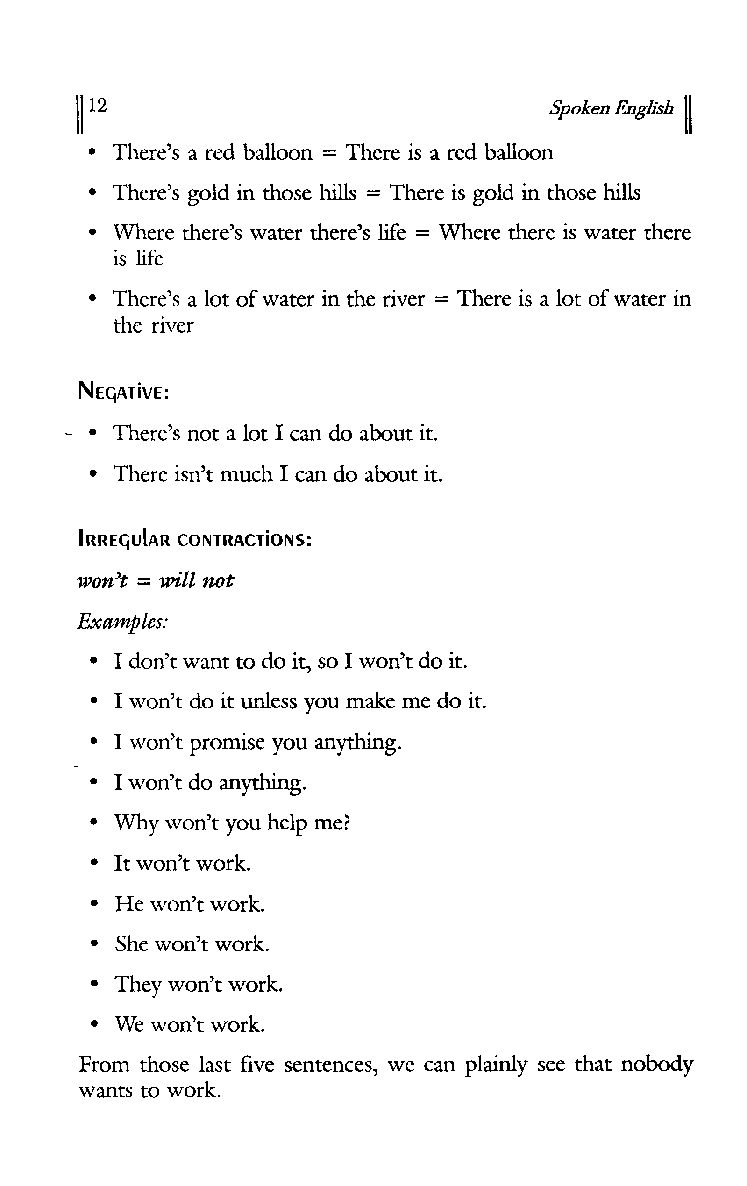 12 Spoken English
• There's a red balloon = There is a red balloon
• There's gold in those hills = There is gold in those hills
• Where there's water there's life = Where there is water there
is life
• There's a lot of water in the river = There is a lot of water in
the river
Negative:
• There's not a lot I can do about it.
• There isn't much I can do about it.
Irregular contractions:
won't = will not
Examples:
• I don't want to do it, so I won't do it.
• I won't do it unless you make me do it.
• I won't promise you anything.
• I won't do anything.
• Why won't you help me?
• It won't work.
• He won't work.
• She won't work.
• They won't work.
• We won't work.
From those last five sentences, we can plainly see that nobody
wants to work.